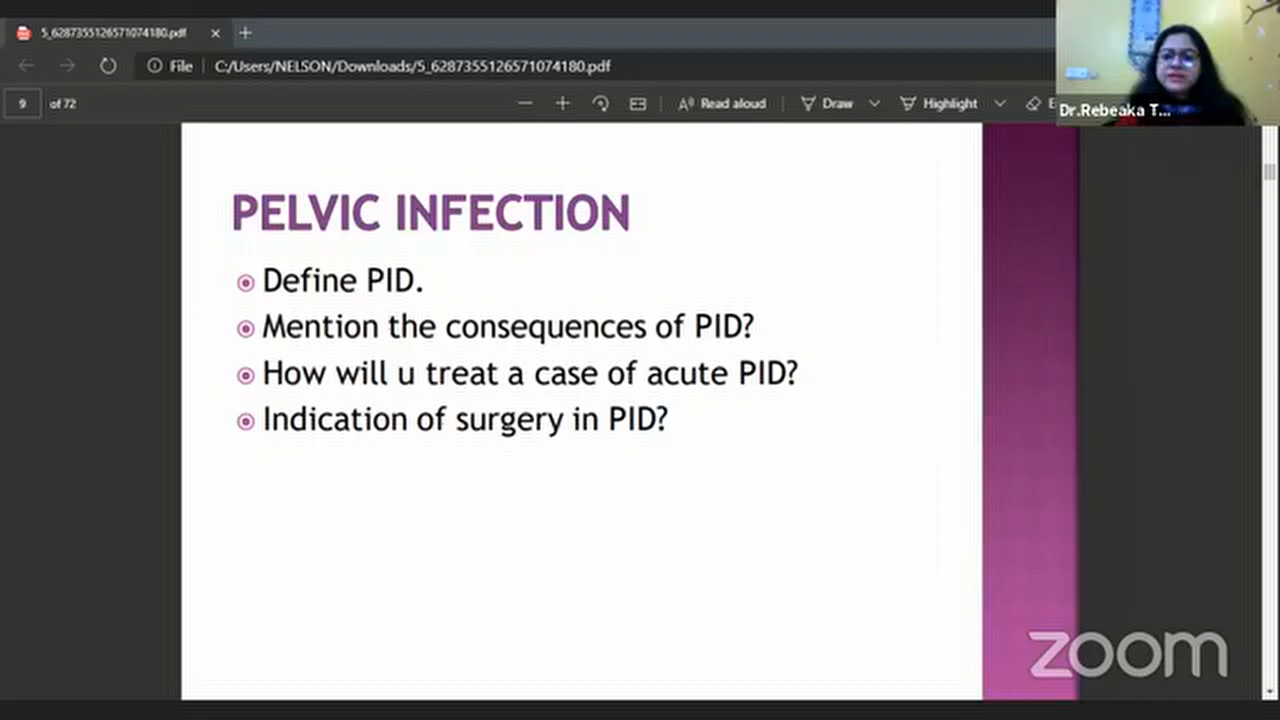 5_6287355126571074180.pdf
File C:/Users/NELSON/Downloads/5_6287355126571074180.pdf
9 of 72 Read aloud Draw Highlight
Dr.Rebeaka T...
PELVIC INFECTION
Define PID.
Mention the consequences of PID?
How will u treat a case of acute PID?
Indication of surgery in PID?
zoom